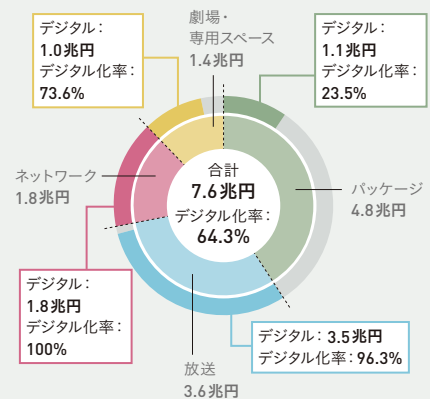 デジタル：
1.0兆円
デジタル化率：
73.6%
劇場・
専用スペース
1.4兆円
デジタル：
1.1兆円
デジタル化率：
23.5%
ネットワーク
1.8兆円
合計
7.6兆円
デジタル化率：
64.3%
パッケージ
4.8兆円
デジタル：
1.8兆円
デジタル化率：
100%
デジタル：3.5兆円
デジタル化率：96.3%
放送
3.6兆円